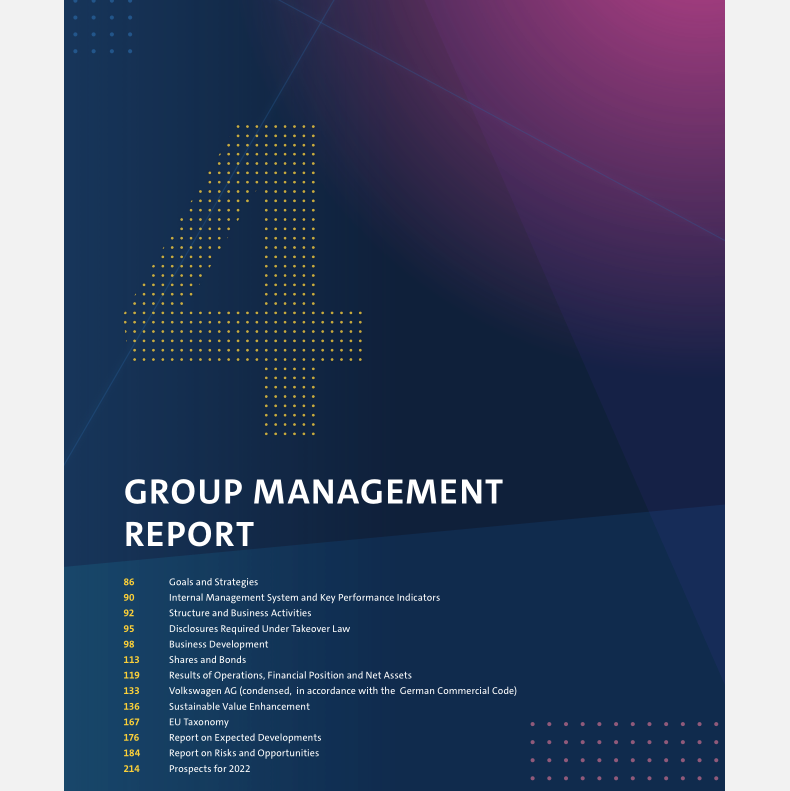 4
GROUP MANAGEMENT
REPORT
86 Goals and Strategies
90 Internal Management System and Key Performance Indicators
92 Structure and Business Activities
95 Disclosures Required Under Takeover Law
98 Business Development
113 Shares and Bonds
119 Results of Operations, Financial Position and Net Assets
133 Volkswagen AG (condensed, in accordance with the German Commercial Code)
136 Sustainable Value Enhancement
167 EU Taxonomy
176 Report on Expected Developments
184 Report on Risks and Opportunities
214 Prospects for 2022